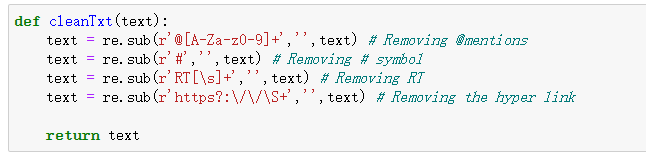 def cleanTxt(text):
    text = re.sub(r'@[A-Za-z0-9]+','',text) # Removing @mentions
    text = re.sub(r'#','',text) # Removing # symbol
    text = re.sub(r'RT[\s]+','',text) # Removing RT
    text = re.sub(r'https?:\/\/\S+','',text) # Removing the hyper link
    return text